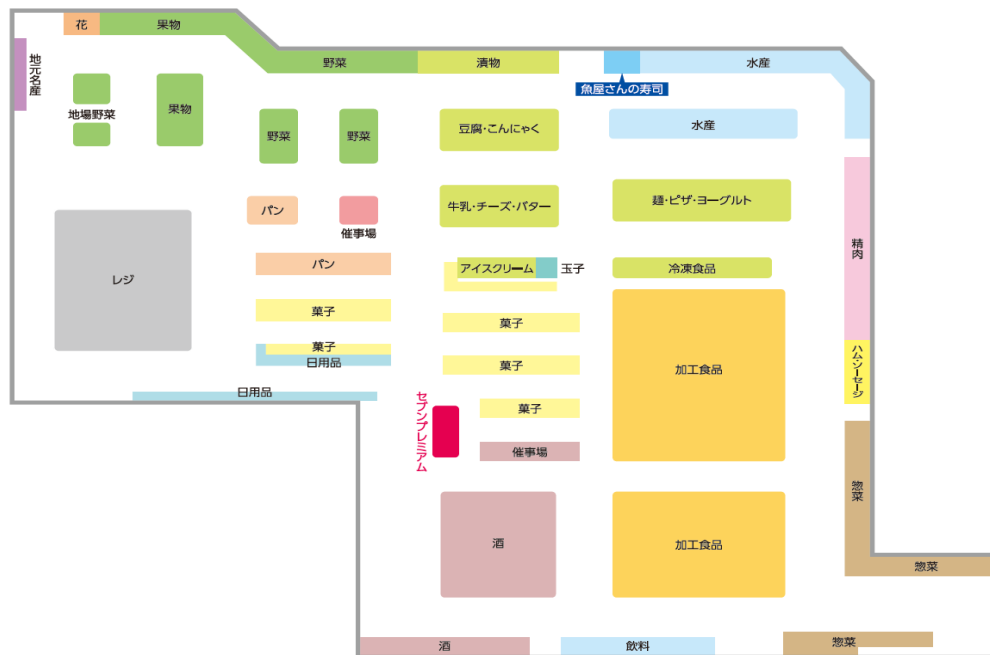 花
果物
野菜
漬物
水産
魚屋さんの寿司
地元名産
地場野菜
果物
野菜
野菜
豆腐・こんにゃく
水産
パン
催事場
牛乳・チーズ・バター
麺・ピザ・ヨーグルト
精肉
レジ
パン
アイスクリーム
玉子
冷凍食品
菓子
菓子
菓子
日用品
菓子
加工食品
ハム・ソーセージ
日用品
セブンプレミアム
菓子
催事場
惣菜
酒
加工食品
惣菜
酒
飲料
惣菜